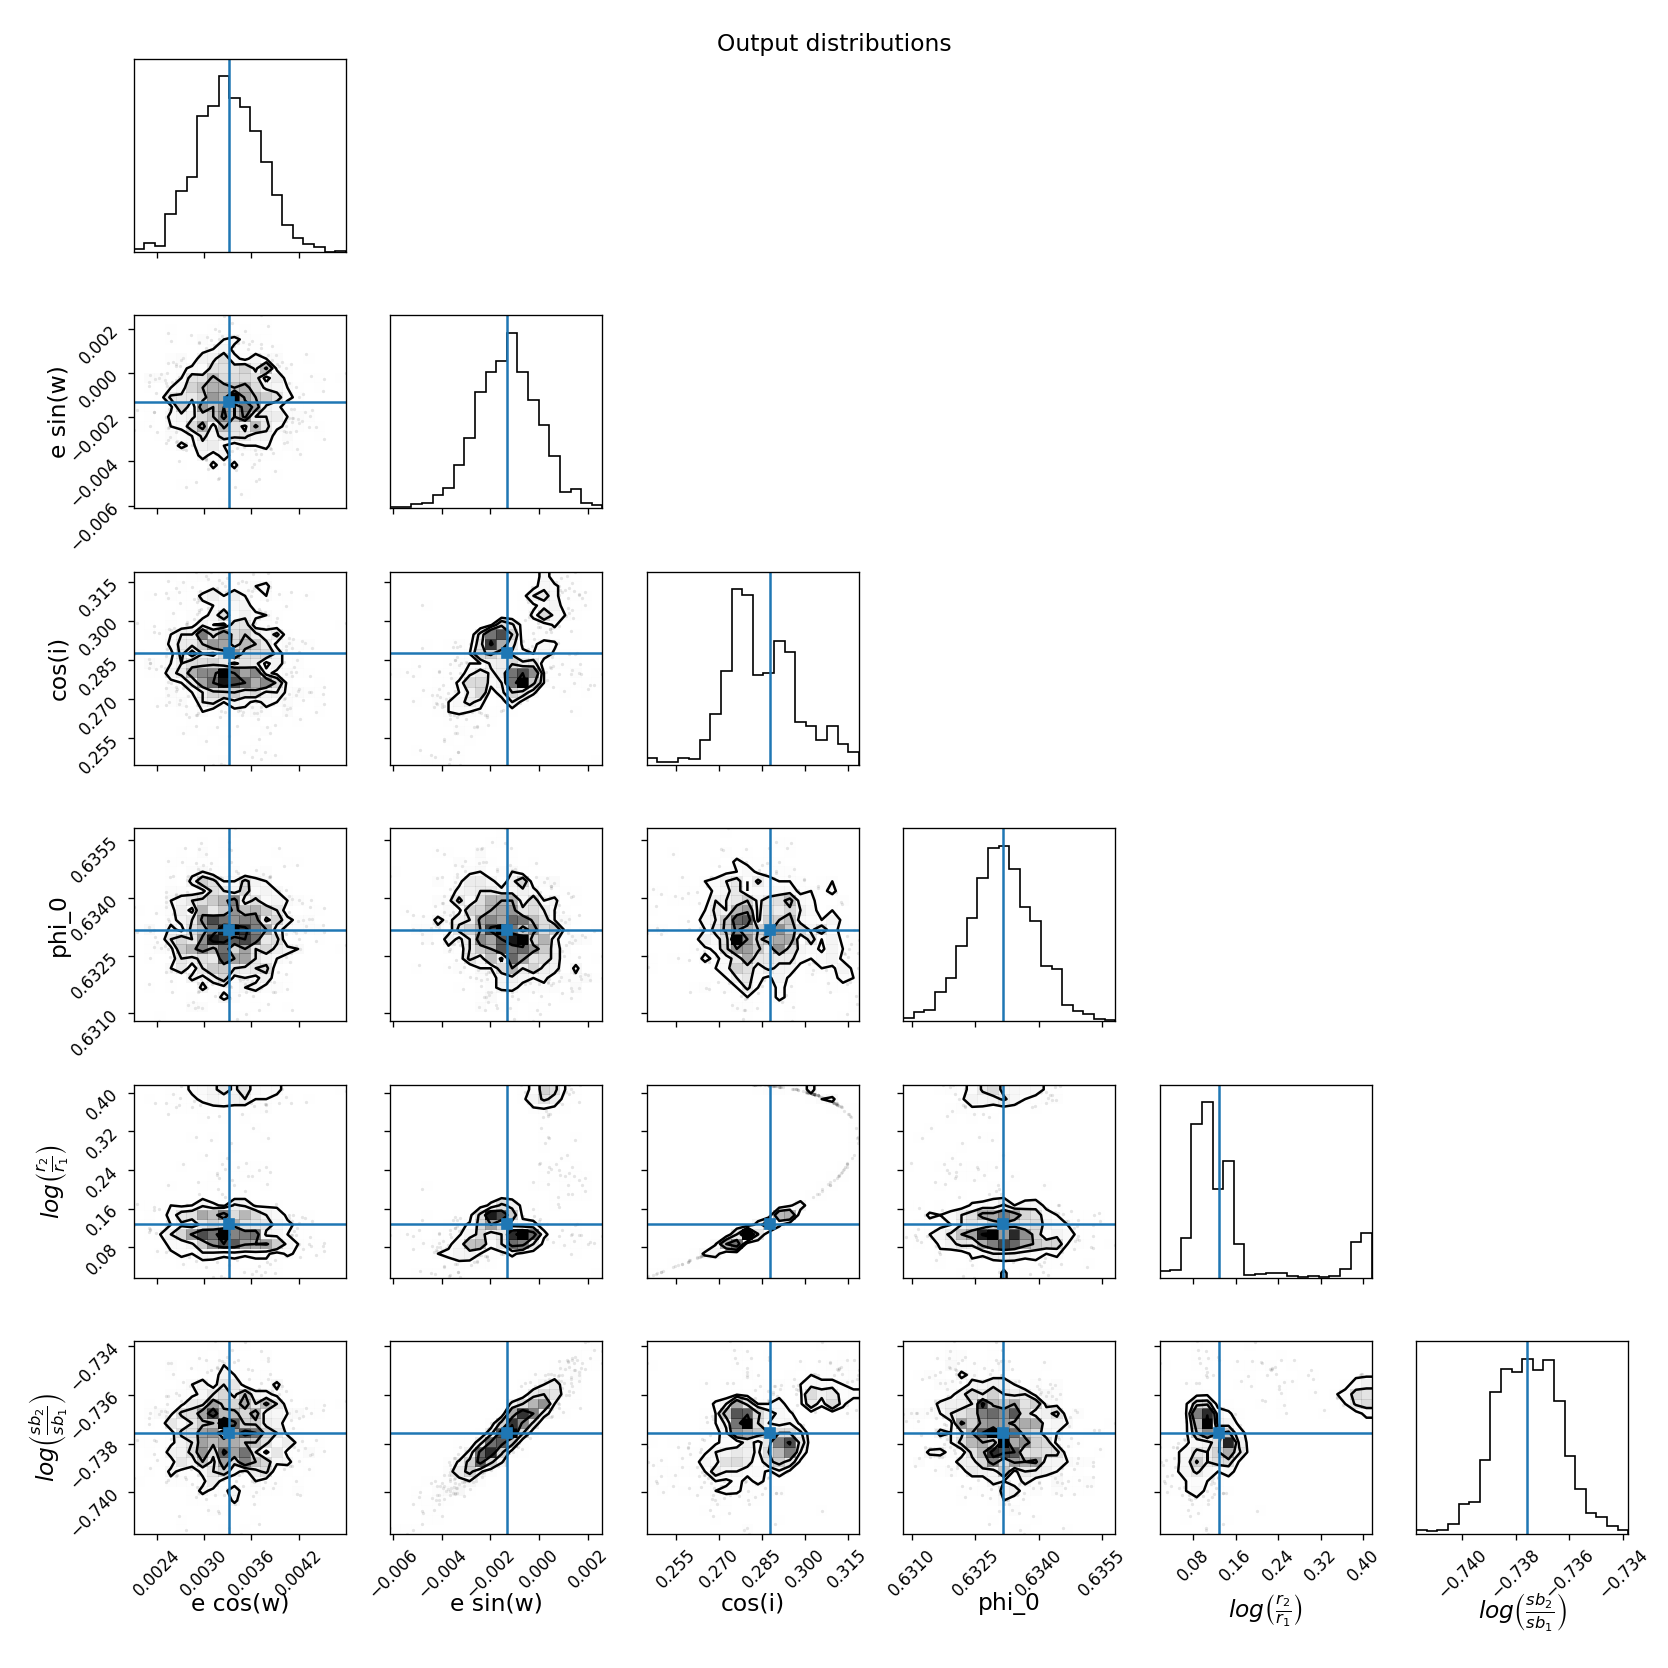 Output distributions
0.002
0.000
−0.002
−0.004
−0.006
e sin(w)
0.315
0.300
0.285
0.270
0.255
cos(i)
0.6355
0.6340
0.6325
0.6310
phi_0
0.40
0.32
0.24
0.16
0.08
log(r₂/r₁)
−0.734
−0.736
−0.738
−0.740
log(sb₂/sb₁)
0.0024 0.0030 0.0036 0.0042 −0.006 −0.004 −0.002 0.000 0.002 0.255 0.270 0.285 0.300 0.315 0.6310 0.6325 0.6340 0.6355 0.08 0.16 0.24 0.32 0.40 −0.740 −0.738 −0.736 −0.734
e cos(w) e sin(w) cos(i) phi_0 log(r₂/r₁) log(sb₂/sb₁)